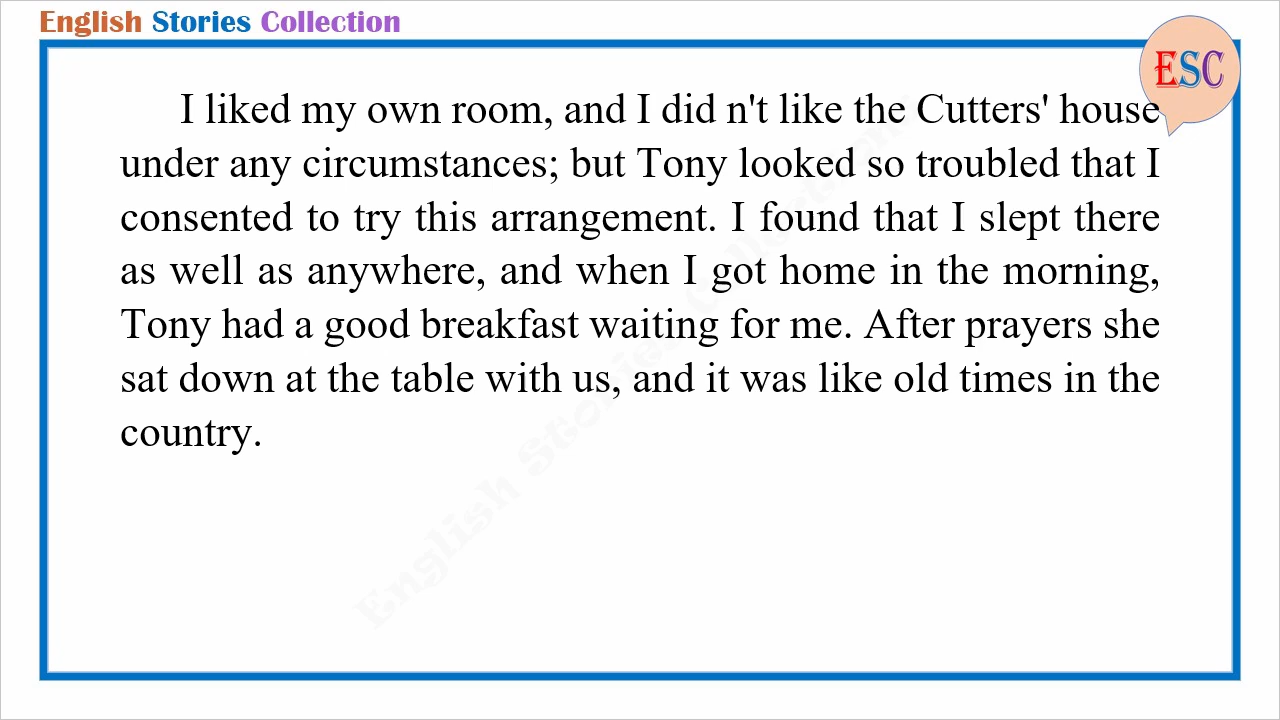 English Stories Collection
ESC
I liked my own room, and I did n't like the Cutters' house
under any circumstances; but Tony looked so troubled that I
consented to try this arrangement. I found that I slept there
as well as anywhere, and when I got home in the morning,
Tony had a good breakfast waiting for me. After prayers she
sat down at the table with us, and it was like old times in the
country.
English Stories Collection